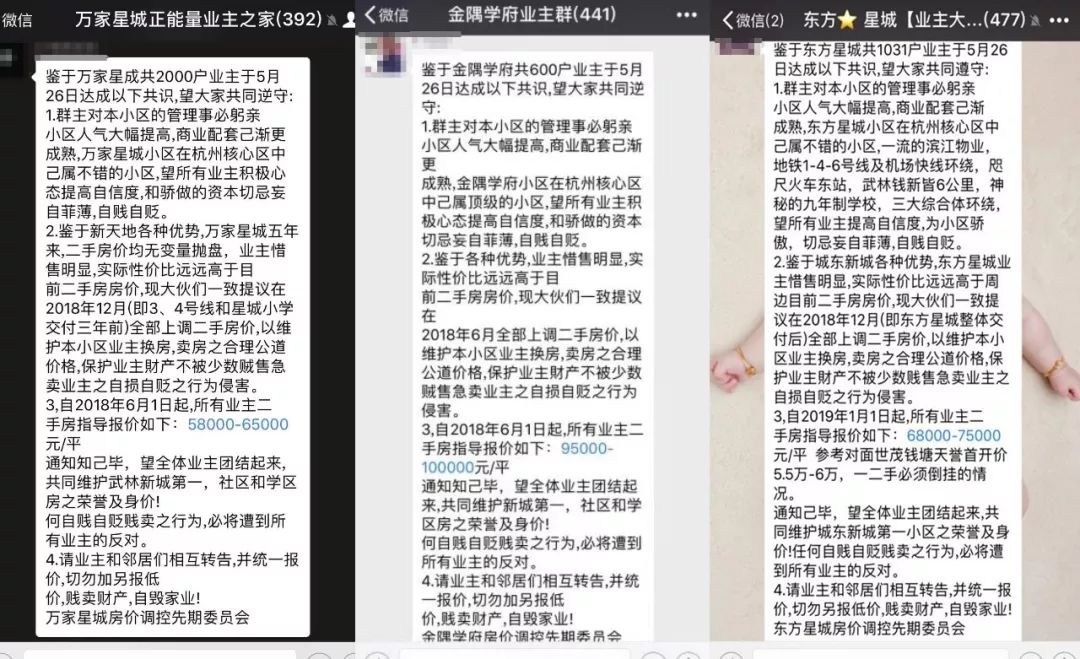 微信
万家星城正能量业主之家(392)
鉴于万家星成共2000户业主于5月
26日达成以下共识,望大家共同逆守:
1.群主对本小区的管理事必躬亲
小区人气大幅提高,商业配套己渐更
成熟,万家星城小区在杭州核心区中
己属不错的小区,望所有业主积极心
态提高自信度,和骄做的资本切忌妄
自菲薄,自贱自贬。
2.鉴于新天地各种优势,万家星城五年
来,二手房价均无变量抛盘，业主惜
售明显,实际性价比远远高于目
前二手房房价,现大伙们一致提议在
2018年12月(即3、4号线和星城小学
交付三年前)全部上调二手房价,以维
护本小区业主换房,卖房之合理公道
价格,保护业主财产不被少数贼售急
卖业主之自损自贬之行为侵害。
3,自2018年6月1日起,所有业主二
手房指导报价如下：58000-65000
元/平
通知知己毕，望全体业主团结起来,
共同维护武林新城第一，社区和学区
房之荣誉及身价!
何自贱自贬贱卖之行为,必将遭到所
有业主的反对。
4.请业主和邻居们相互转告,并统一报
价,切勿加另报低
价,贱卖财产,自毁家业!
万家星城房价调控先期委员会
微信
金隅学府业主群(441)
鉴于金隅学府共600户业主于5月
26日达成以下共识,望大家共同逆
守:
1.群主对本小区的管理事必躬亲
小区人气大幅提高,商业配套己渐
更
成熟,金隅学府小区在杭州核心区
中己属顶级的小区,望所有业主积
极心态提高自信度,和骄做的资本
切忌妄自菲薄,自贱自贬。
2.鉴于各种优势,业主惜售明显,实
际性价比远远高于目
前二手房房价,现大伙们一致提议
在
2018年6月全部上调二手房价,以
维护本小区业主换房,卖房之合理
公道价格,保护业主财产不被少数
贼售急卖业主之自损自贬之行为
侵害。
3,自2018年6月1日起,所有业主二
手房指导报价如下：95000-
100000元/平
通知知己毕，望全体业主团结起
来,共同维护新城第一，社区和学
区房之荣誉及身价!
何自贱自贬贱卖之行为,必将遭到
所有业主的反对。
4.请业主和邻居们相互转告,并统
一报价,切勿加另报低
价,贱卖财产,自毁家业!
金隅学府房价调控先期委员会
微信(2)
东方⭐ 星城【业主大...(477)
鉴于东方星城共1031户业主于5月26
日达成以下共识,望大家共同遵守:
1.群主对本小区的管理事必躬亲
小区人气大幅提高,商业配套己渐
成熟,东方星城小区在杭州核心区中
己属不错的小区,一流的滨江物业，
地铁1-4-6号线及机场快线环绕，咫
尺火车东站，武林钱新皆6公里，神
秘的九年制学校，三大综合体环绕，
望所有业主提高自信度,为小区骄
傲，切忌妄自菲薄,自贱自贬。
2.鉴于城东新城各种优势,东方星城业
主惜售明显,实际性价比远远高于周
边目前二手房房价,现大伙们一致提
议在2018年12月(即东方星城整体交
付后)全部上调二手房价,以维护本小
区业主换房,卖房之合理公道价格,保
护业主财产不被少数贱售急卖业主之
自损自贬之行为侵害。
3,自2019年1月1日起,所有业主二
手房指导报价如下：68000-75000
元/平 参考对面世茂钱塘天誉首开价
5.5万-6万，一二手必须倒挂的情
况。
通知知己毕，望全体业主团结起来,共
同维护城东新城第一小区之荣誉及身
价!任何自贱自贬贱卖之行为,必将遭
到所有业主的反对。
4.请业主和邻居们相互转告,并统一报
价,切勿另报低价,贱卖财产,自毁家业!
东方星城房价调控先期委员会